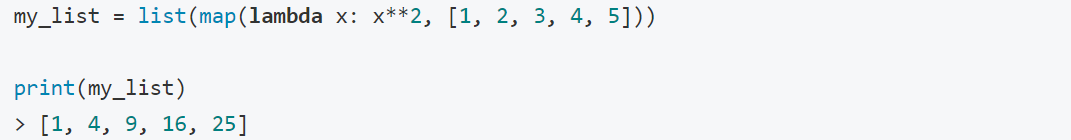 my_list = list(map(lambda x: x**2, [1, 2, 3, 4, 5]))
print(my_list)
> [1, 4, 9, 16, 25]